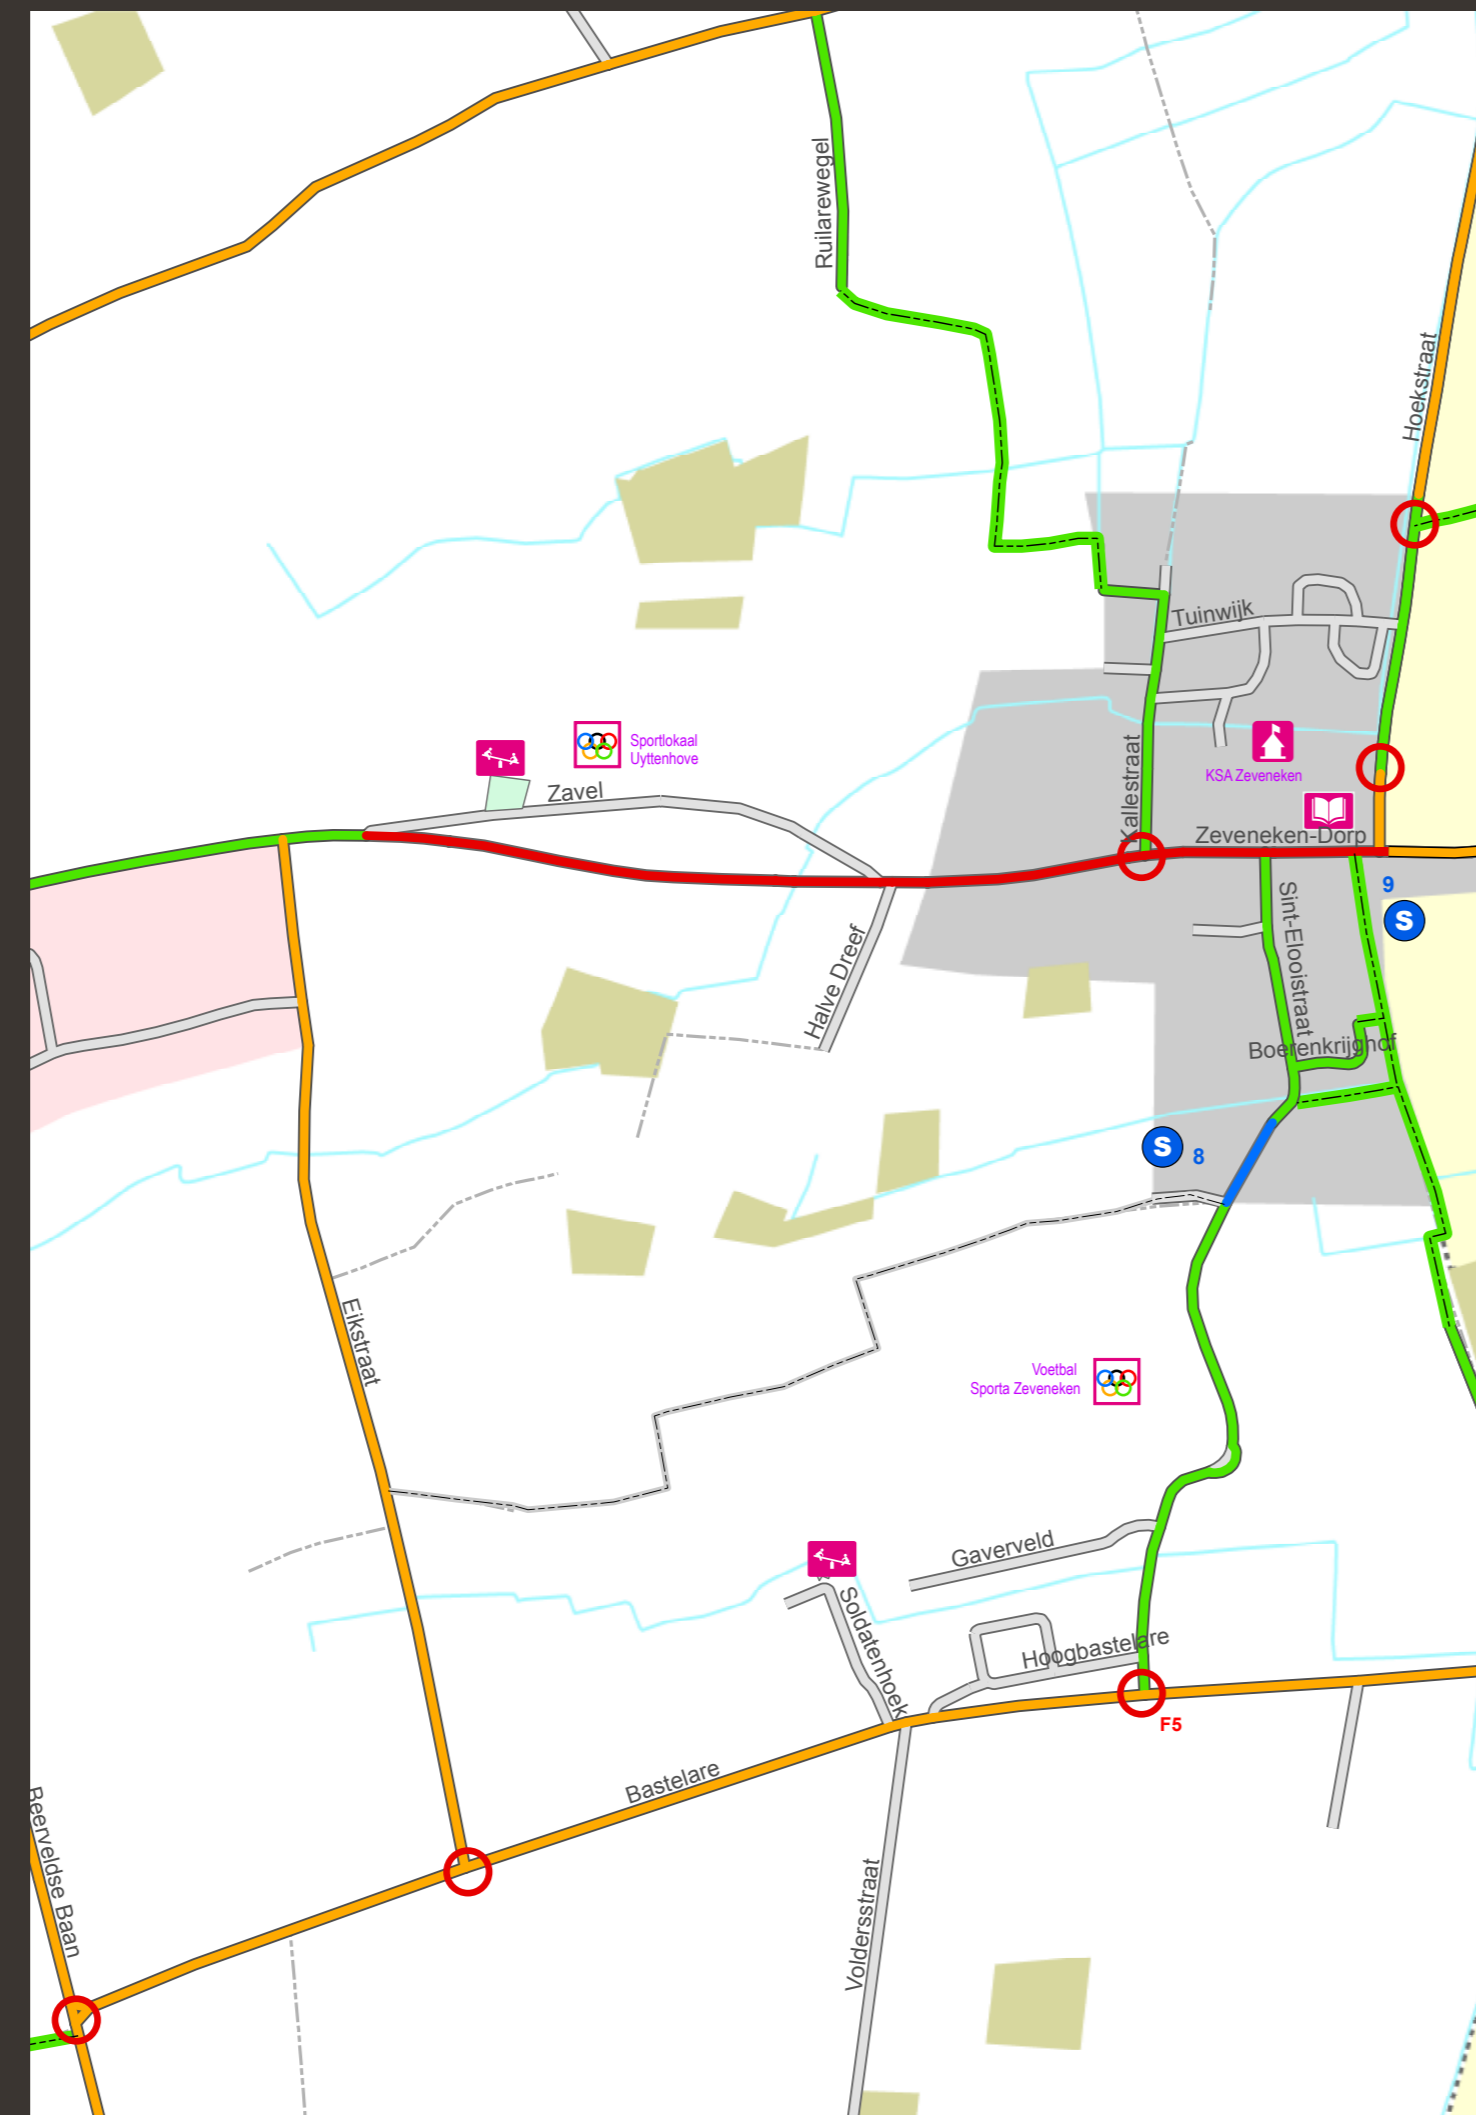 Ruilarewegel
Hoekstraat
Tuinwijk
Sportlokaal
Uyttenhove
KSA Zeveneken
Kallestraat
Zavel
Zeveneken-Dorp
9
S
Sint-Elooistraat
Halve Dreef
Boerenkrijghof
S
8
Eikstraat
Voetbal
Sporta Zeveneken
Gaverveld
Soldatenhoek
Hoogbastelare
F5
Bastelare
Beerveldse Baan
Voldersstraat